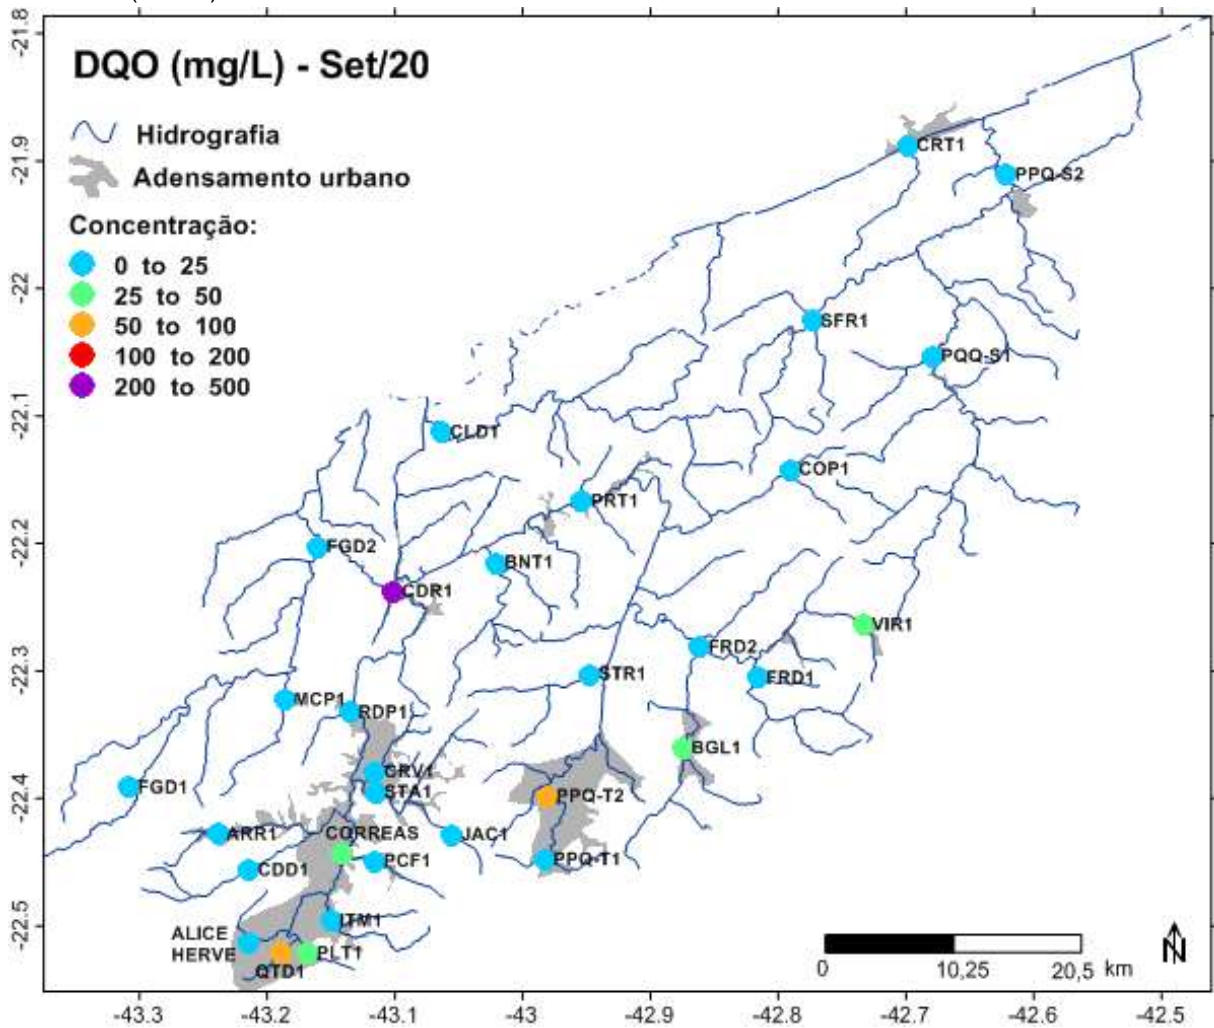 DQO (mg/L) - Set/20
Hidrografia
Adensamento urbano
Concentração:
0 to 25
25 to 50
50 to 100
100 to 200
200 to 500
CRT1
PPQ-S2
SFR1
PQQ-S1
CLD1
COP1
PRT1
FGD2
BNT1
CDR1
VIR1
FRD2
STR1
FRD1
MCP1
RDP1
BGL1
CRV1
FGD1
STA1
PPQ-T2
ARR1
CORREAS
JAC1
CDD1
PCF1
PPQ-T1
ITM1
ALICE
HERVE
QTD1
PLT1
0
10,25
20,5 km
N
-21.8
-21.9
-22
-22.1
-22.2
-22.3
-22.4
-22.5
-43.3
-43.2
-43.1
-43
-42.9
-42.8
-42.7
-42.6
-42.5